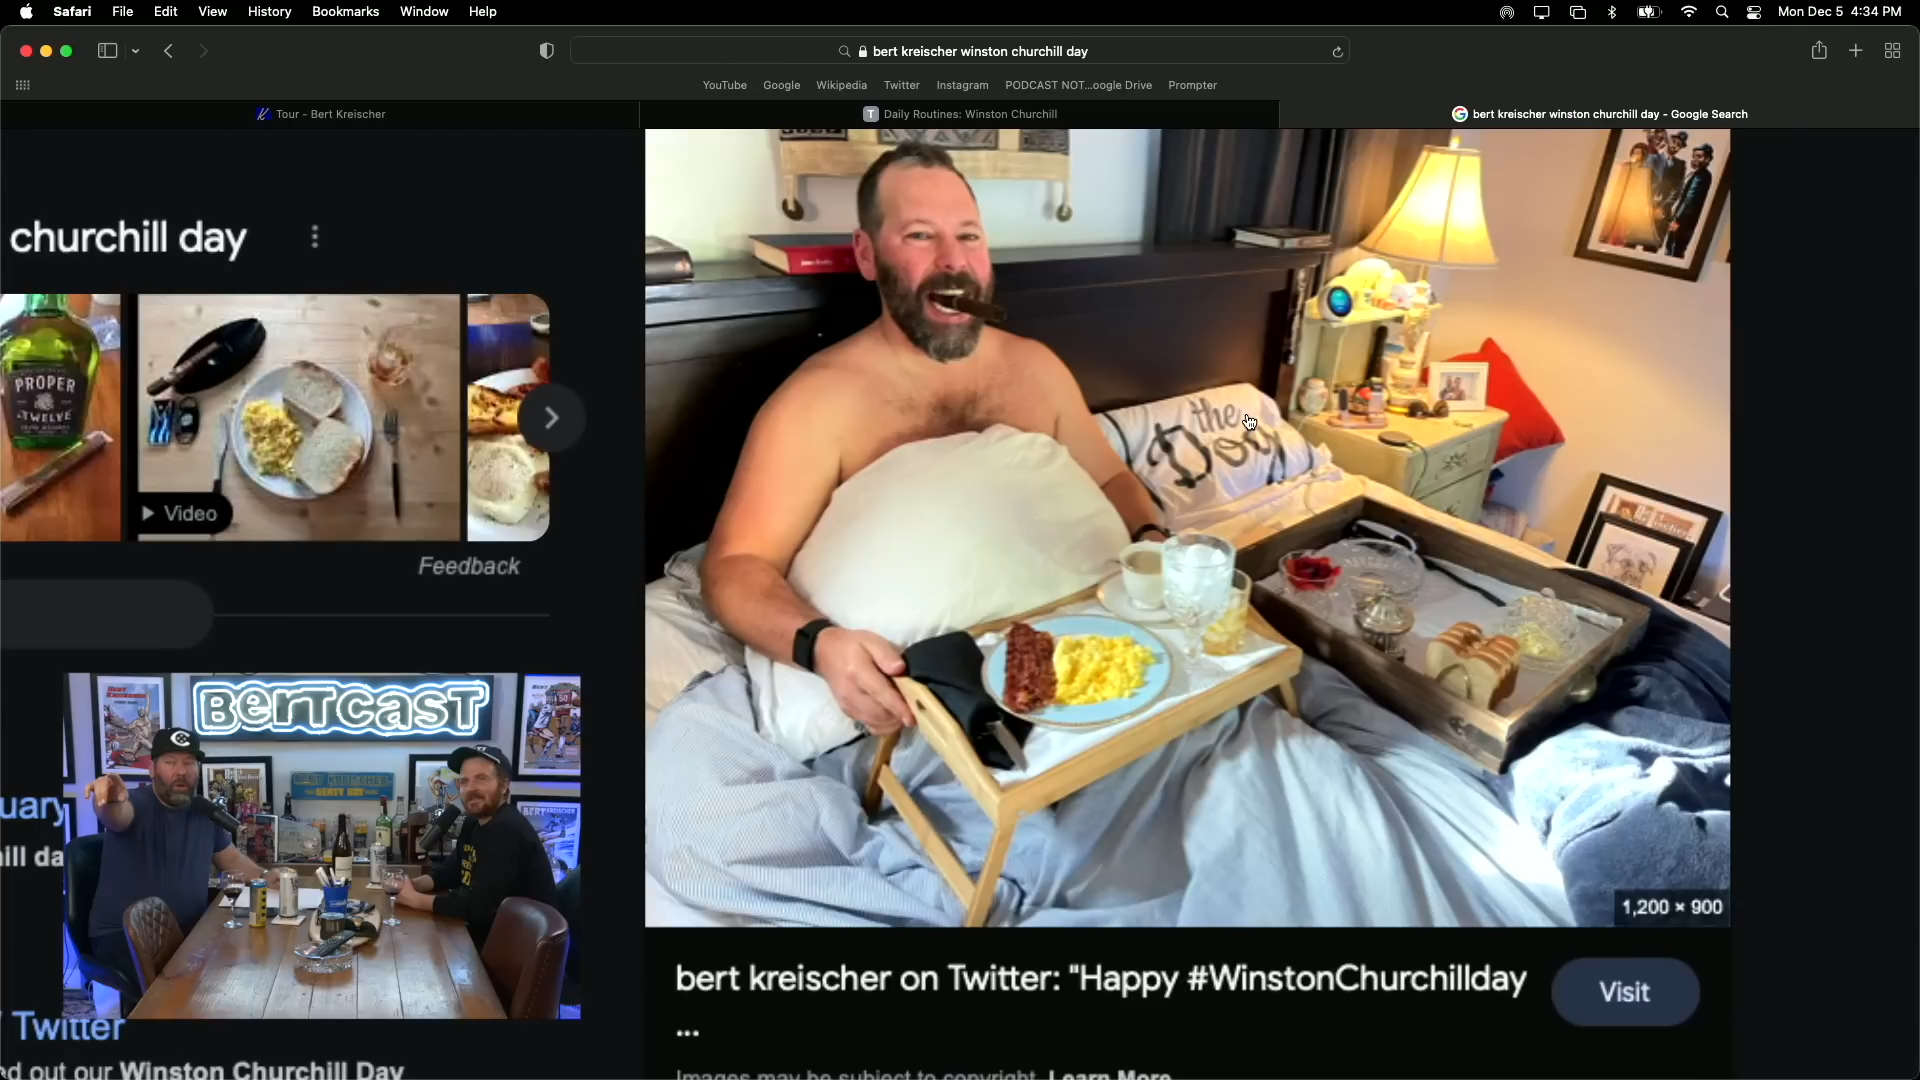 Safari File Edit View History Bookmarks Window Help
Mon Dec 5 4:34 PM
bert kreischer winston churchill day
YouTube Google Wikipedia Twitter Instagram PODCAST NOT...oogle Drive Prompter
Tour - Bert Kreischer
T Daily Routines: Winston Churchill
bert kreischer winston churchill day - Google Search
churchill day
PROPER
TWELVE
Video
Feedback
the
Dog
BERTCAST
uary
ill da
Twitter
ed out our Winston Churchill Day
1,200 × 900
bert kreischer on Twitter: "Happy #WinstonChurchillday
...
Visit
Images may be subject to copyright. Learn More